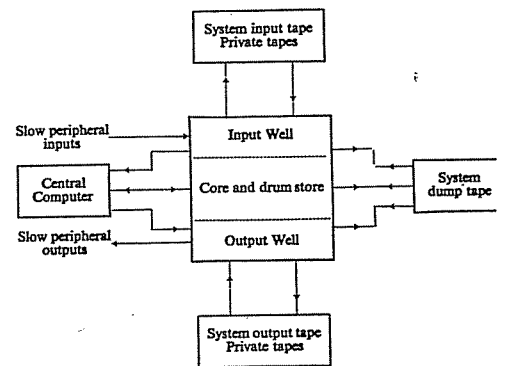 System input tape
Private tapes
Slow peripheral
inputs
Input Well
Central
Computer
Core and drum store
System
dump tape
Slow peripheral
outputs
Output Well
System output tape
Private tapes